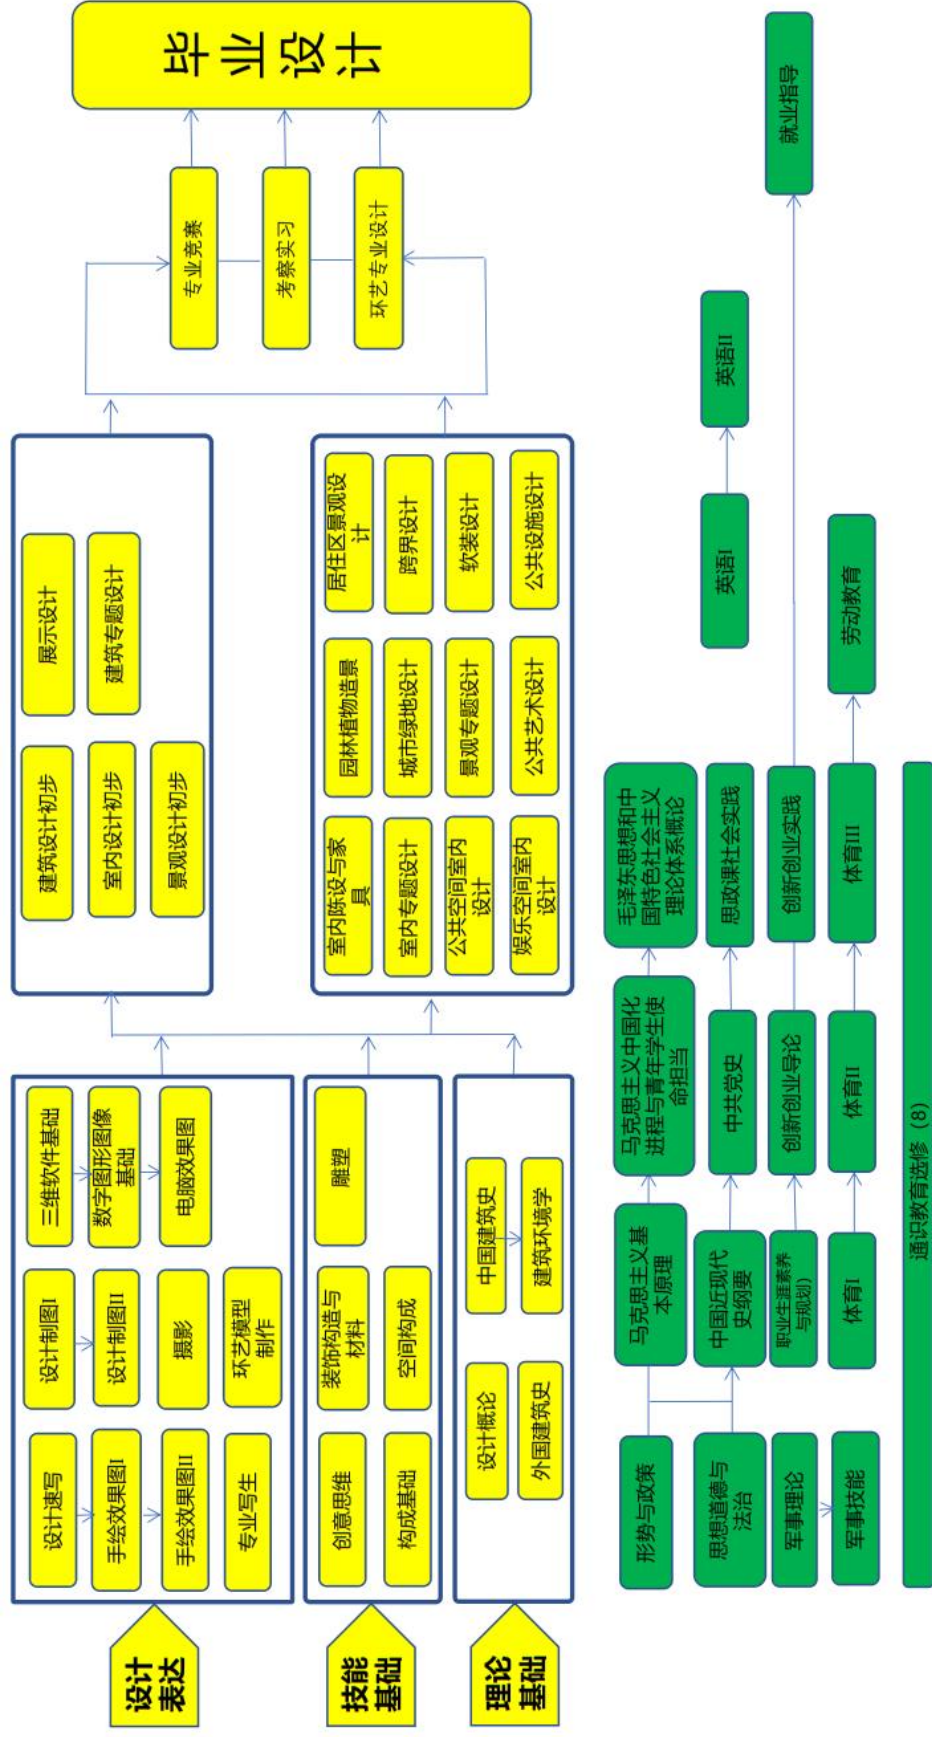 设计
表达
设计速写
手绘效果图I
手绘效果图II
专业写生
设计制图I
设计制图II
摄影
环艺模型
制作
三维软件基础
数字图形图像
基础
电脑效果图
技能
基础
创意思维
构成基础
装饰构造与
材料
空间构成
雕塑
理论
基础
设计概论
外国建筑史
中国建筑史
建筑环境学
建筑设计初步
室内设计初步
景观设计初步
展示设计
建筑专题设计
室内陈设与家
具
室内专题设计
公共空间室内
设计
娱乐空间室内
设计
园林植物造景
城市绿地设计
景观专题设计
公共艺术设计
居住区景观设
计
跨界设计
软装设计
公共设施设计
专业竞赛
考察实习
环艺专业设计
毕业设计
形势与政策
思想道德与
法治
军事理论
军事技能
马克思主义基
本原理
中国近现代
史纲要
职业生涯素养
与规划)
体育I
马克思主义中国化
进程与青年学生使
命担当
中共党史
创新创业导论
体育II
毛泽东思想和中
国特色社会主义
理论体系概论
思政课社会实践
创新创业实践
体育III
劳动教育
英语I
英语II
就业指导
通识教育选修（8）